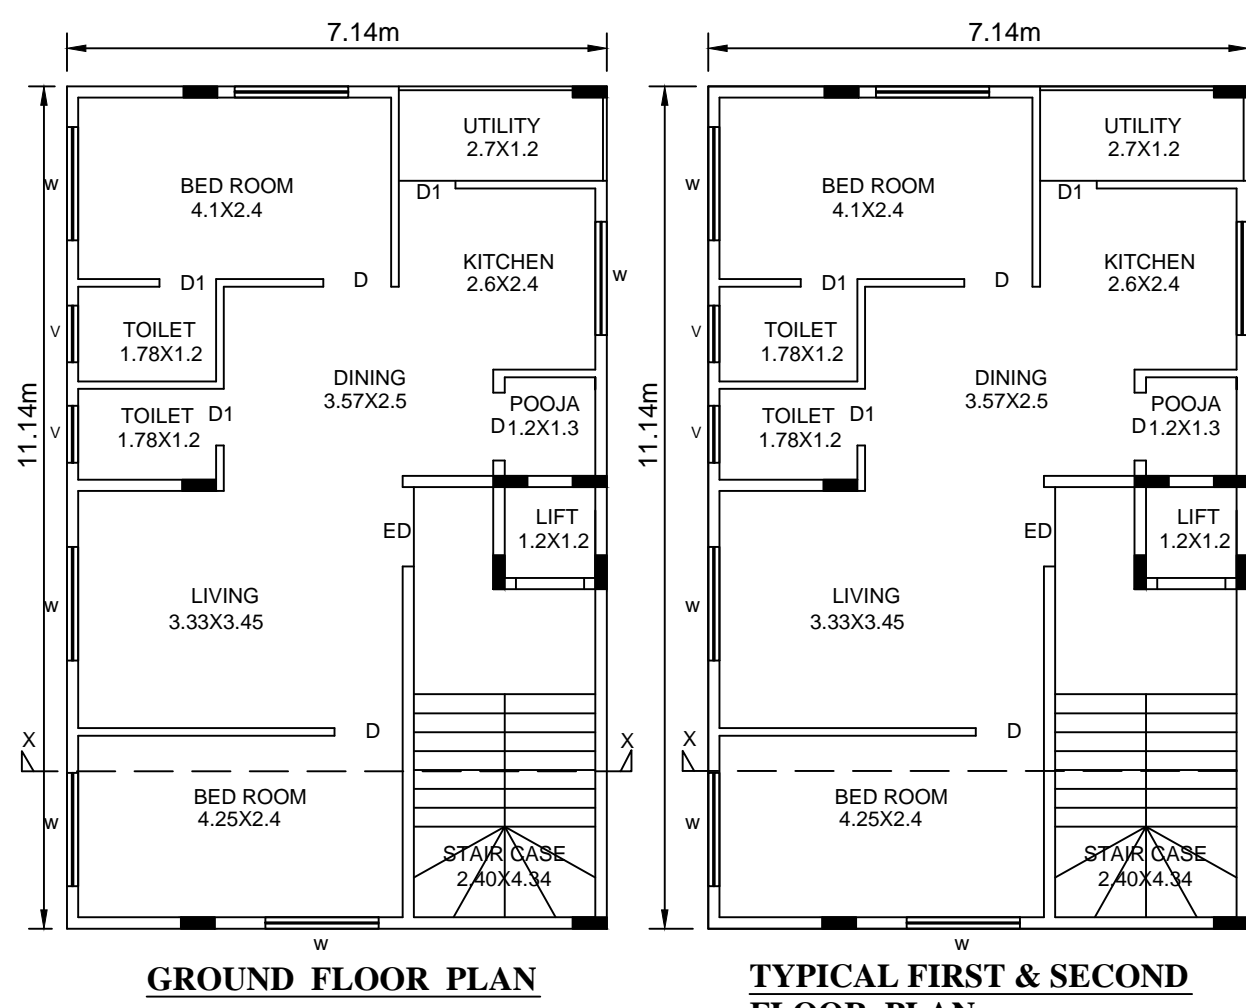 7.14m
UTILITY
2.7X1.2
W
BED ROOM
4.1X2.4
D1
KITCHEN
2.6X2.4
W
D1
D
V
TOILET
1.78X1.2
DINING
3.57X2.5
11.14m
V
TOILET
1.78X1.2
D1
POOJA
D 1.2X1.3
LIFT
1.2X1.2
ED
W
LIVING
3.33X3.45
D
X
X
BED ROOM
4.25X2.4
W
STAIR CASE
2.40X4.34
W
GROUND FLOOR PLAN
7.14m
UTILITY
2.7X1.2
W
BED ROOM
4.1X2.4
D1
KITCHEN
2.6X2.4
D1
D
V
TOILET
1.78X1.2
DINING
3.57X2.5
11.14m
V
TOILET
1.78X1.2
D1
POOJA
D 1.2X1.3
LIFT
1.2X1.2
ED
W
LIVING
3.33X3.45
D
X
BED ROOM
4.25X2.4
W
STAIR CASE
2.40X4.34
W
TYPICAL FIRST & SECOND
FLOOR PLAN